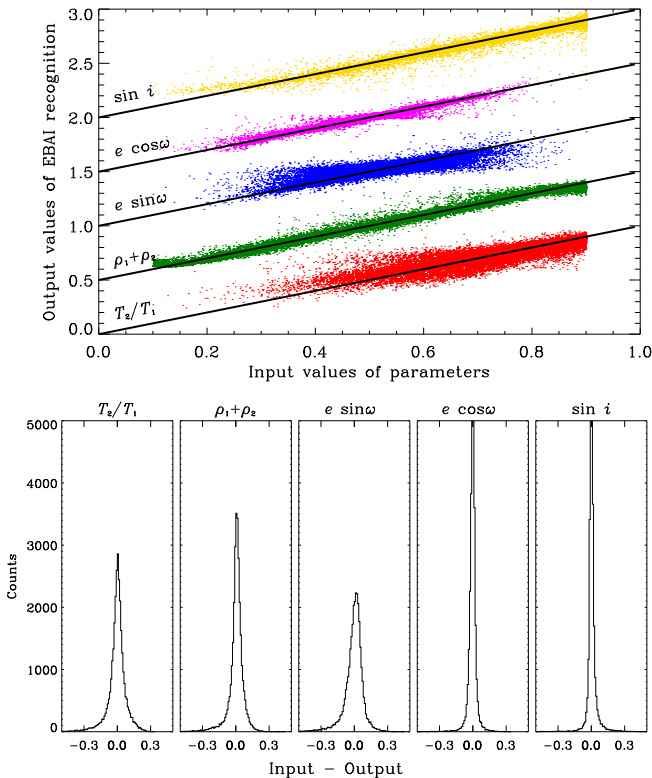 Output values of EBAI recognition
3.0
2.5
2.0
1.5
1.0
0.5
0.0
sin i
e cosω
e sinω
ρ₁+ρ₂
T₂/T₁
0.0 0.2 0.4 0.6 0.8 1.0
Input values of parameters
T₂/T₁ ρ₁+ρ₂ e sinω e cosω sin i
Counts
5000
4000
3000
2000
1000
0
−0.3 0.0 0.3 −0.3 0.0 0.3 −0.3 0.0 0.3 −0.3 0.0 0.3 −0.3 0.0 0.3
Input − Output